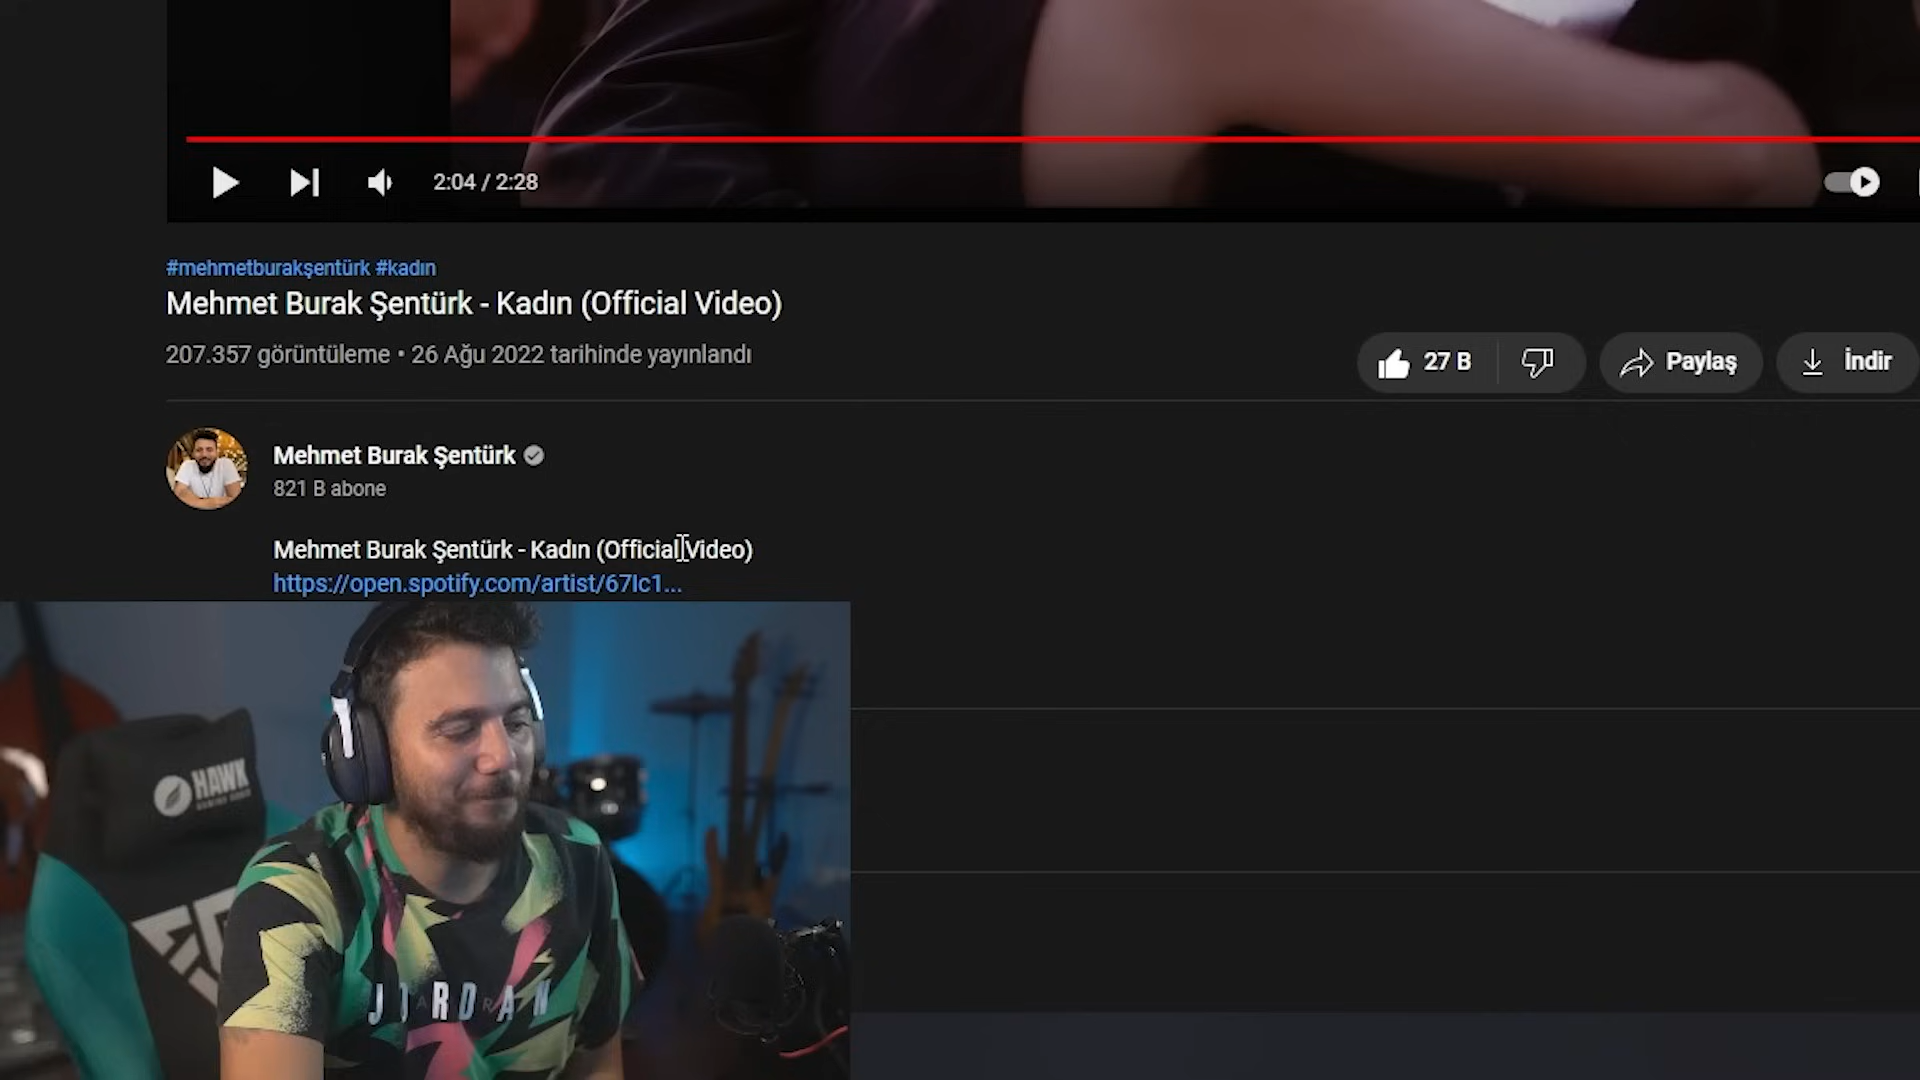 2:04 / 2:28
#mehmetburakşentürk #kadın
Mehmet Burak Şentürk - Kadın (Official Video)
207.357 görüntüleme • 26 Ağu 2022 tarihinde yayınlandı
27 B
Paylaş
İndir
Mehmet Burak Şentürk
821 B abone
Mehmet Burak Şentürk - Kadın (Official Video)
https://open.spotify.com/artist/67Ic1...
HAWK
JORDAN